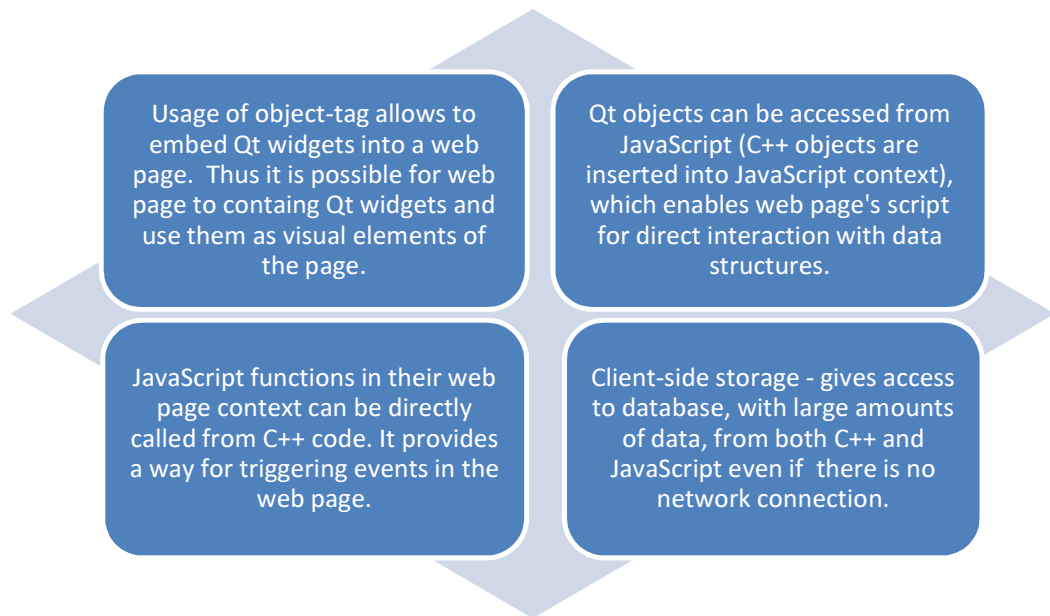 Usage of object-tag allows to
embed Qt widgets into a web
page.  Thus it is possible for web
page to containg Qt widgets and
use them as visual elements of
the page.
Qt objects can be accessed from
JavaScript (C++ objects are
inserted into JavaScript context),
which enables web page's script
for direct interaction with data
structures.
JavaScript functions in their web
page context can be directly
called from C++ code. It provides
a way for triggering events in the
web page.
Client-side storage - gives access
to database, with large amounts
of data, from both C++ and
JavaScript even if  there is no
network connection.